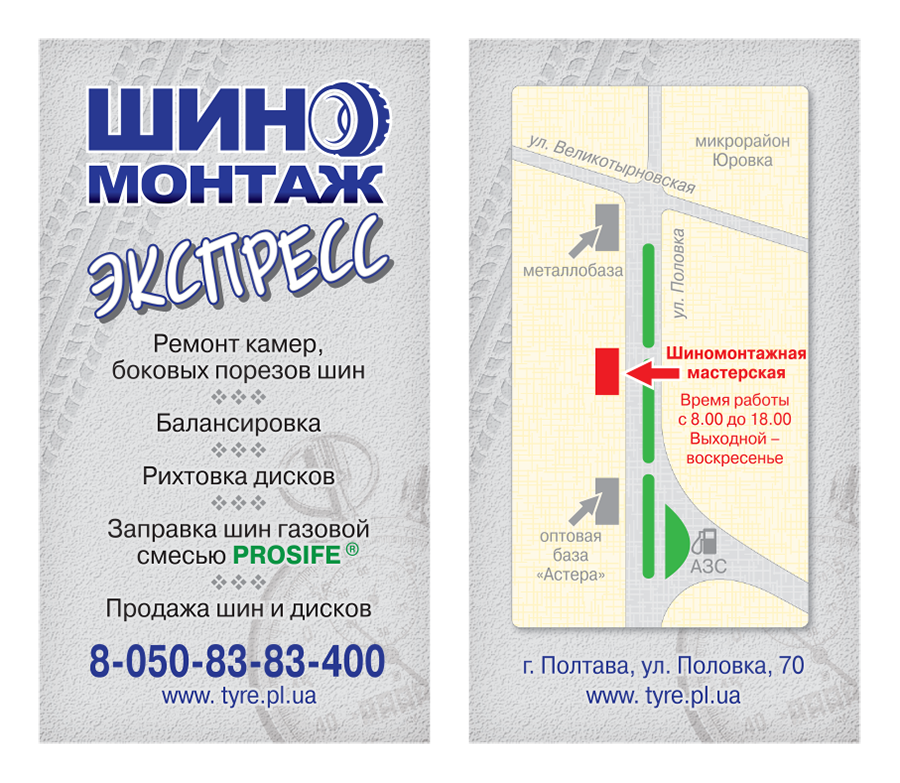 ШИНО
МОНТАЖ
ЭКСПРЕСС
Ремонт камер,
боковых порезов шин
Балансировка
Рихтовка дисков
Заправка шин газовой
смесью PROSIFE ®
Продажа шин и дисков
8-050-83-83-400
www. tyre.pl.ua
микрорайон
Юровка
ул. Великотырновская
металлобаза
ул. Половка
Шиномонтажная
мастерская
Время работы
с 8.00 до 18.00
Выходной –
воскресенье
оптовая
база
«Астера»
АЗС
г. Полтава, ул. Половка, 70
www. tyre.pl.ua